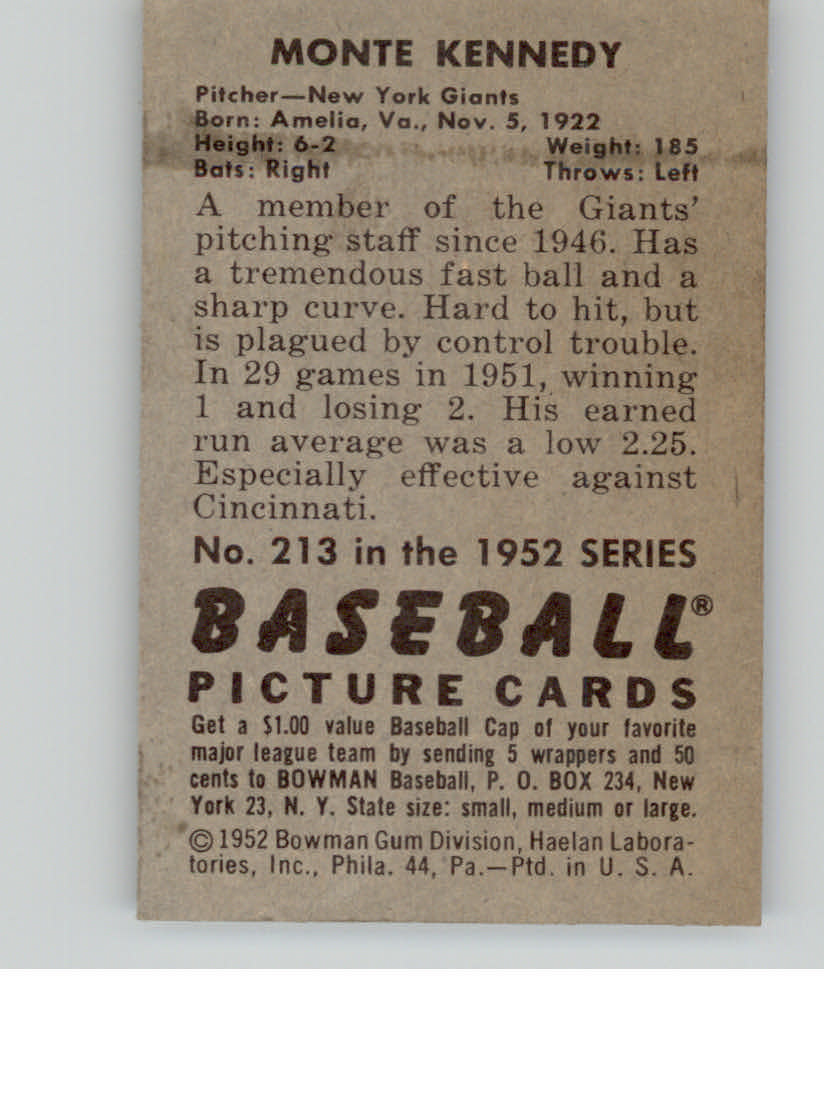 MONTE KENNEDY
Pitcher—New York Giants
Born: Amelia, Va., Nov. 5, 1922
Height: 6-2 Weight: 185
Bats: Right Throws: Left
A member of the Giants'
pitching staff since 1946. Has
a tremendous fast ball and a
sharp curve. Hard to hit, but
is plagued by control trouble.
In 29 games in 1951, winning
1 and losing 2. His earned
run average was a low 2.25.
Especially effective against
Cincinnati.
No. 213 in the 1952 SERIES
BASEBALL®
PICTURE CARDS
Get a $1.00 value Baseball Cap of your favorite
major league team by sending 5 wrappers and 50
cents to BOWMAN Baseball, P. O. BOX 234, New
York 23, N. Y. State size: small, medium or large.
© 1952 Bowman Gum Division, Haelan Labora-
tories, Inc., Phila. 44, Pa.—Ptd. in U. S. A.